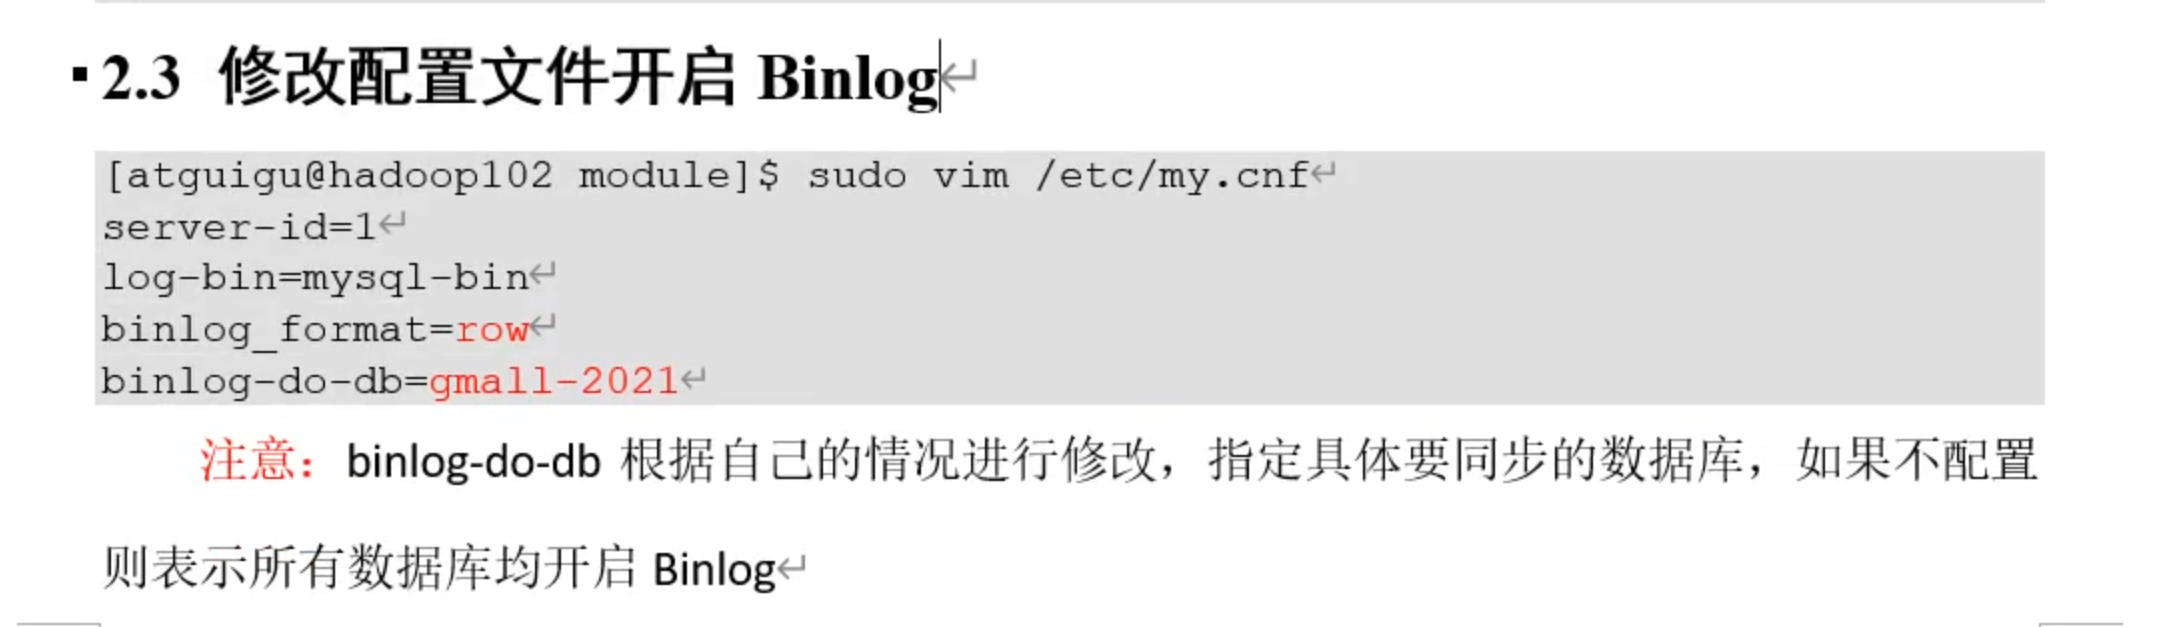 2.3 修改配置文件开启 Binlog
[atguigu@hadoop102 module]$ sudo vim /etc/my.cnf
server-id=1
log-bin=mysql-bin
binlog_format=row
binlog-do-db=gmall-2021
注意：binlog-do-db 根据自己的情况进行修改，指定具体要同步的数据库，如果不配置
则表示所有数据库均开启 Binlog